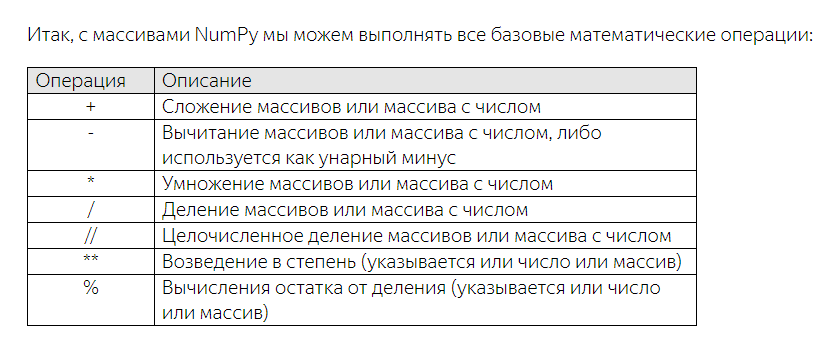 Итак, с массивами NumPy мы можем выполнять все базовые математические операции:
Операция Описание
+ Сложение массивов или массива с числом
- Вычитание массивов или массива с числом, либо
используется как унарный минус
* Умножение массивов или массива с числом
/ Деление массивов или массива с числом
// Целочисленное деление массивов или массива с числом
** Возведение в степень (указывается или число или массив)
% Вычисления остатка от деления (указывается или число
или массив)